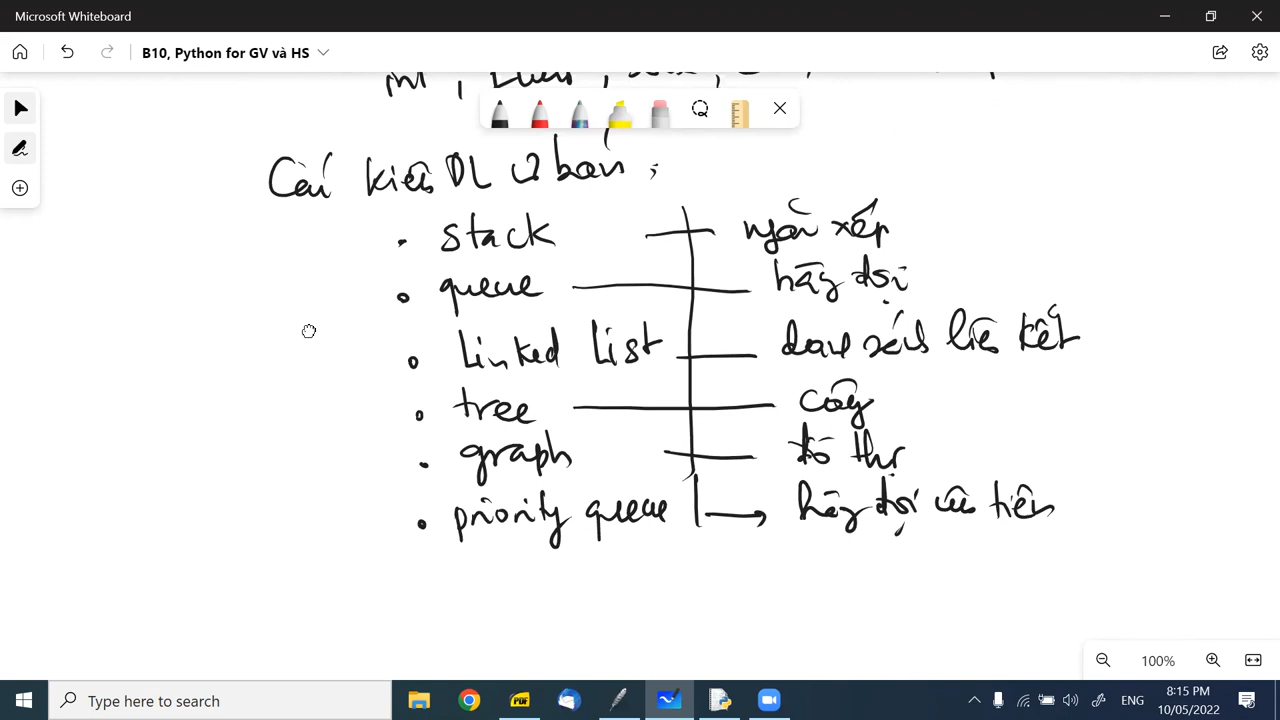 Microsoft Whiteboard
B10, Python for GV và HS
int,
Các kiểu DL cơ bản :
• stack ngăn xếp
• queue hàng đợi
• Linked List danh sách liên kết
• tree cây
• graph đồ thị
• priority queue → hàng đợi ưu tiên
100%
Type here to search
PDF
ENG
8:15 PM
10/05/2022